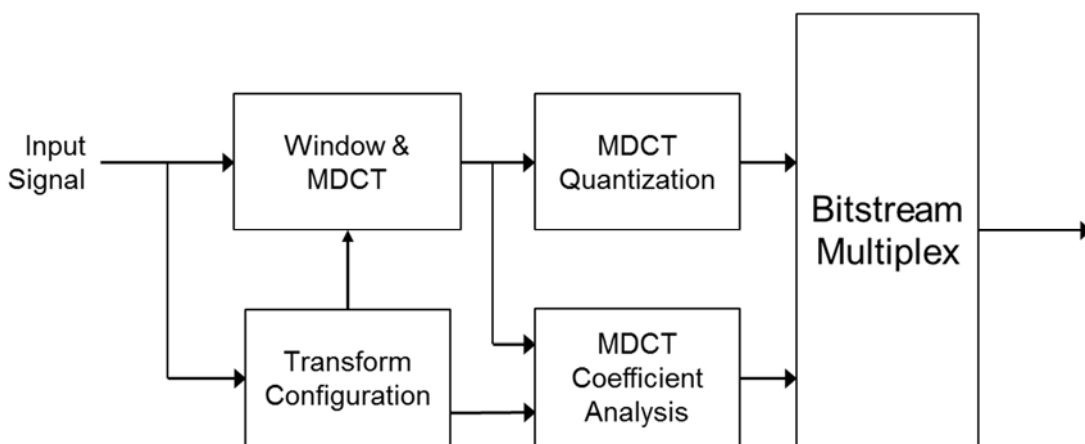 Input
Signal
Window &
MDCT
MDCT
Quantization
Bitstream
Multiplex
Transform
Configuration
MDCT
Coefficient
Analysis